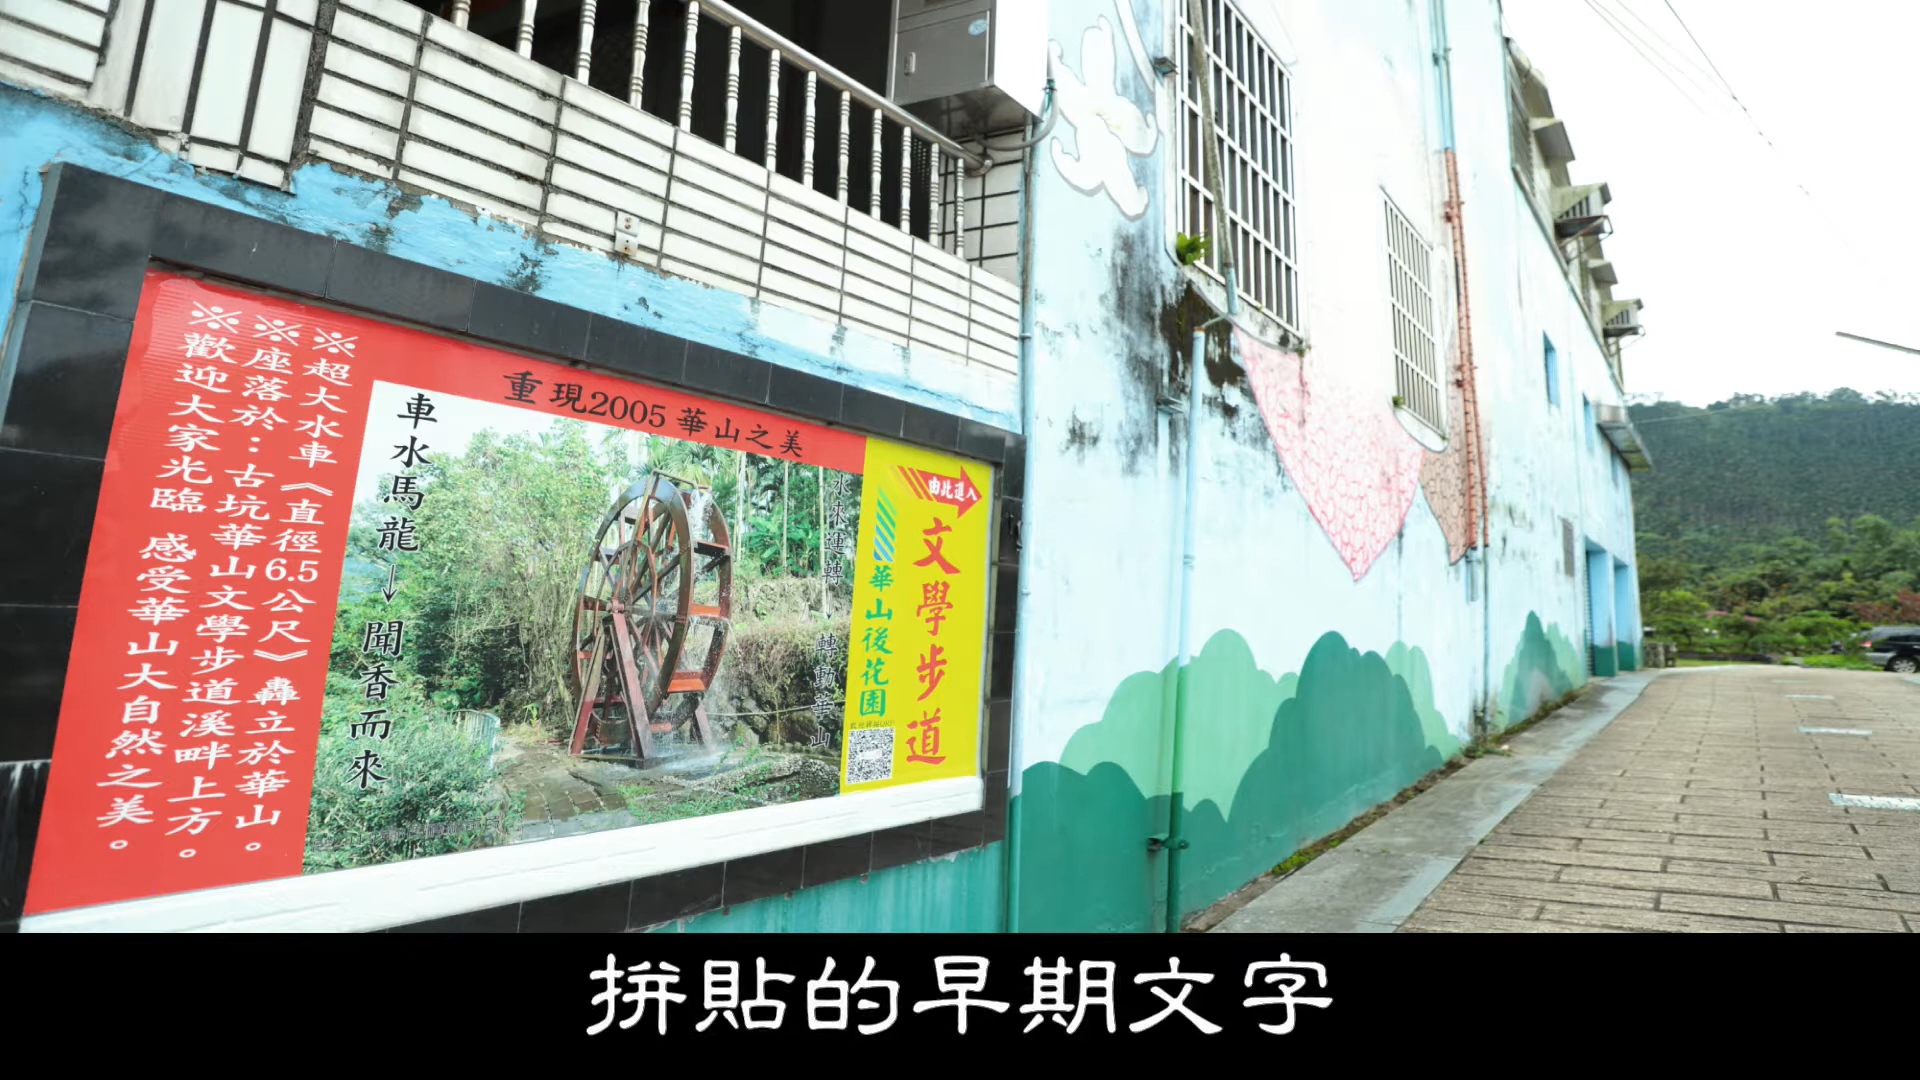 重現2005 華山之美
※超大水車《直徑6.5公尺》轟立於華山。
※座落於：古坑華山文學步道溪畔上方。
※歡迎大家光臨 感受華山大自然之美。
車水馬龍→聞香而來
水來運轉、轉動華山
由此進入
文學步道
華山後花園
拼貼的早期文字